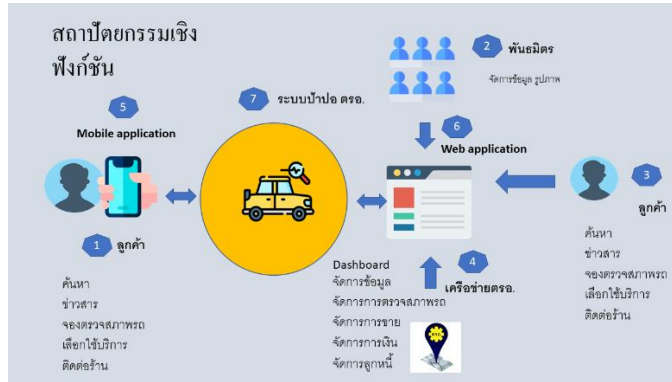 สถาปัตยกรรมเชิง
ฟังก์ชัน
2 พันธมิตร
จัดการข้อมูล รูปภาพ
7 ระบบป้าปอ ตรอ.
5
Mobile application
6
Web application
3
ลูกค้า
ค้นหา
ข่าวสาร
จองตรวจสภาพรถ
เลือกใช้บริการ
ติดต่อร้าน
1 ลูกค้า
ค้นหา
ข่าวสาร
จองตรวจสภาพรถ
เลือกใช้บริการ
ติดต่อร้าน
4
เครือข่ายตรอ.
Dashboard
จัดการข้อมูล
จัดการการตรวจสภาพรถ
จัดการการขาย
จัดการการเงิน
จัดการลูกหนี้